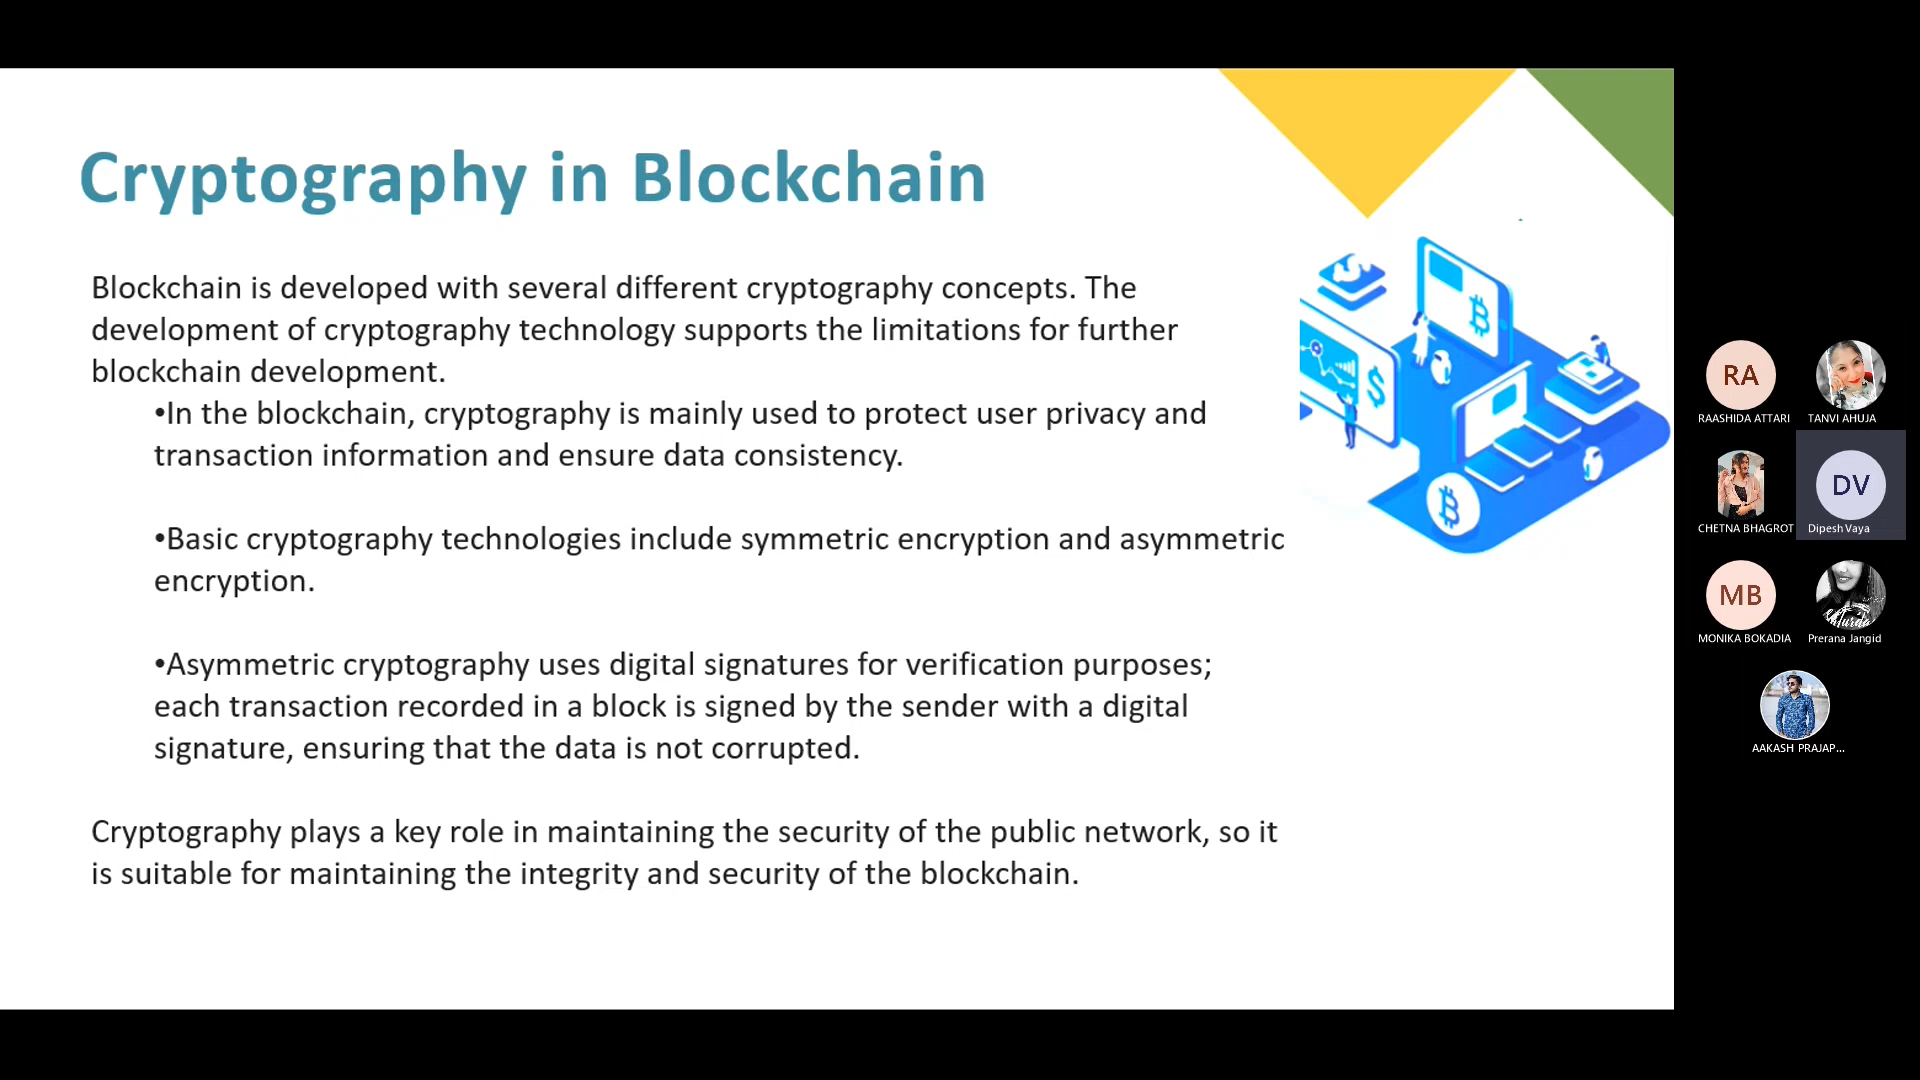 Cryptography in Blockchain
Blockchain is developed with several different cryptography concepts. The
development of cryptography technology supports the limitations for further
blockchain development.
•In the blockchain, cryptography is mainly used to protect user privacy and
transaction information and ensure data consistency.
•Basic cryptography technologies include symmetric encryption and asymmetric
encryption.
•Asymmetric cryptography uses digital signatures for verification purposes;
each transaction recorded in a block is signed by the sender with a digital
signature, ensuring that the data is not corrupted.
Cryptography plays a key role in maintaining the security of the public network, so it
is suitable for maintaining the integrity and security of the blockchain.
RA
RAASHIDA ATTARI
TANVI AHUJA
CHETNA BHAGROT
DV
Dipesh Vaya
MB
MONIKA BOKADIA
Prerana Jangid
AAKASH PRAJAP...